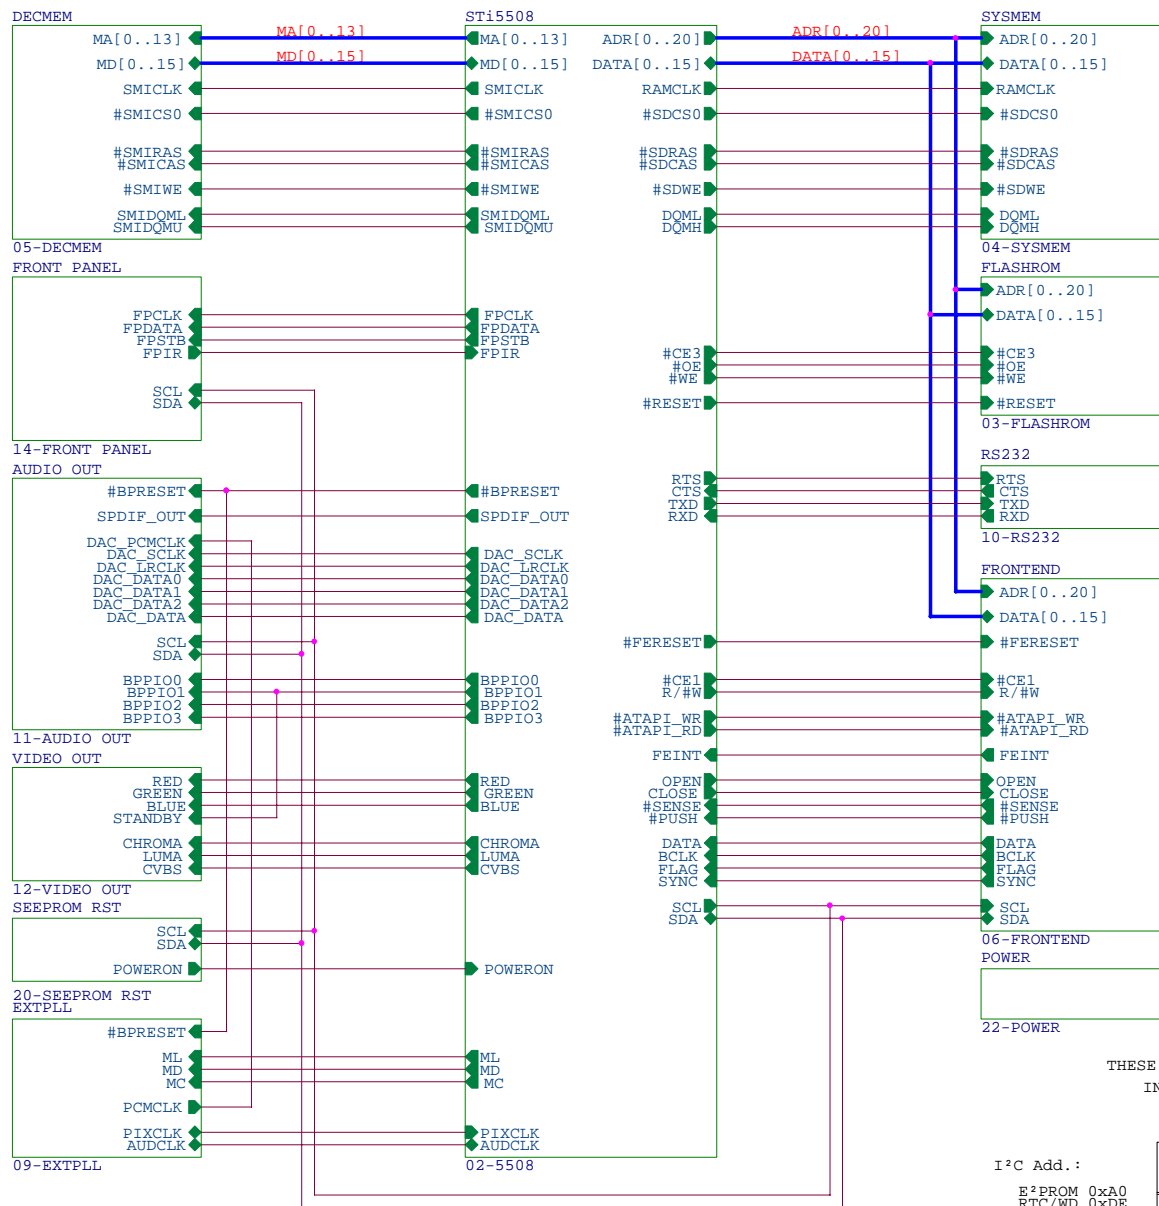 DECMEM
MA[0..13]
MD[0..15]
SMICLK
#SMICS0
#SMIRAS
#SMICAS
#SMIWE
SMIDQML
SMIDQMU
05-DECMEM
MA[0..13]
MD[0..15]
FRONT PANEL
FPCLK
FPDATA
FPSTB
FPIR
SCL
SDA
14-FRONT PANEL
AUDIO OUT
#BPRESET
SPDIF_OUT
DAC_PCMCLK
DAC_SCLK
DAC_LRCLK
DAC_DATA0
DAC_DATA1
DAC_DATA2
DAC_DATA
SCL
SDA
BPPIO0
BPPIO1
BPPIO2
BPPIO3
11-AUDIO OUT
VIDEO OUT
RED
GREEN
BLUE
STANDBY
CHROMA
LUMA
CVBS
12-VIDEO OUT
SEEPROM RST
SCL
SDA
POWERON
20-SEEPROM RST
EXTPLL
#BPRESET
ML
MD
MC
PCMCLK
PIXCLK
AUDCLK
09-EXTPLL
STi5508
MA[0..13]
MD[0..15]
SMICLK
#SMICS0
#SMIRAS
#SMICAS
#SMIWE
SMIDQML
SMIDQMU
FPCLK
FPDATA
FPSTB
FPIR
#BPRESET
SPDIF_OUT
DAC_SCLK
DAC_LRCLK
DAC_DATA0
DAC_DATA1
DAC_DATA2
DAC_DATA
BPPIO0
BPPIO1
BPPIO2
BPPIO3
RED
GREEN
BLUE
CHROMA
LUMA
CVBS
POWERON
ML
MD
MC
PIXCLK
AUDCLK
02-5508
ADR[0..20]
DATA[0..15]
RAMCLK
#SDCS0
#SDRAS
#SDCAS
#SDWE
DQML
DQMH
#CE3
#OE
#WE
#RESET
RTS
CTS
TXD
RXD
#FERESET
#CE1
R/#W
#ATAPI_WR
#ATAPI_RD
FEINT
OPEN
CLOSE
#SENSE
#PUSH
DATA
BCLK
FLAG
SYNC
SCL
SDA
ADR[0..20]
DATA[0..15]
SYSMEM
ADR[0..20]
DATA[0..15]
RAMCLK
#SDCS0
#SDRAS
#SDCAS
#SDWE
DQML
DQMH
04-SYSMEM
FLASHROM
ADR[0..20]
DATA[0..15]
#CE3
#OE
#WE
#RESET
03-FLASHROM
RS232
RTS
CTS
TXD
RXD
10-RS232
FRONTEND
ADR[0..20]
DATA[0..15]
#FERESET
#CE1
R/#W
#ATAPI_WR
#ATAPI_RD
FEINT
OPEN
CLOSE
#SENSE
#PUSH
DATA
BCLK
FLAG
SYNC
SCL
SDA
06-FRONTEND
POWER
22-POWER
THESE
IN
I²C Add.:
E²PROM 0xA0
RTC/WD 0xDE